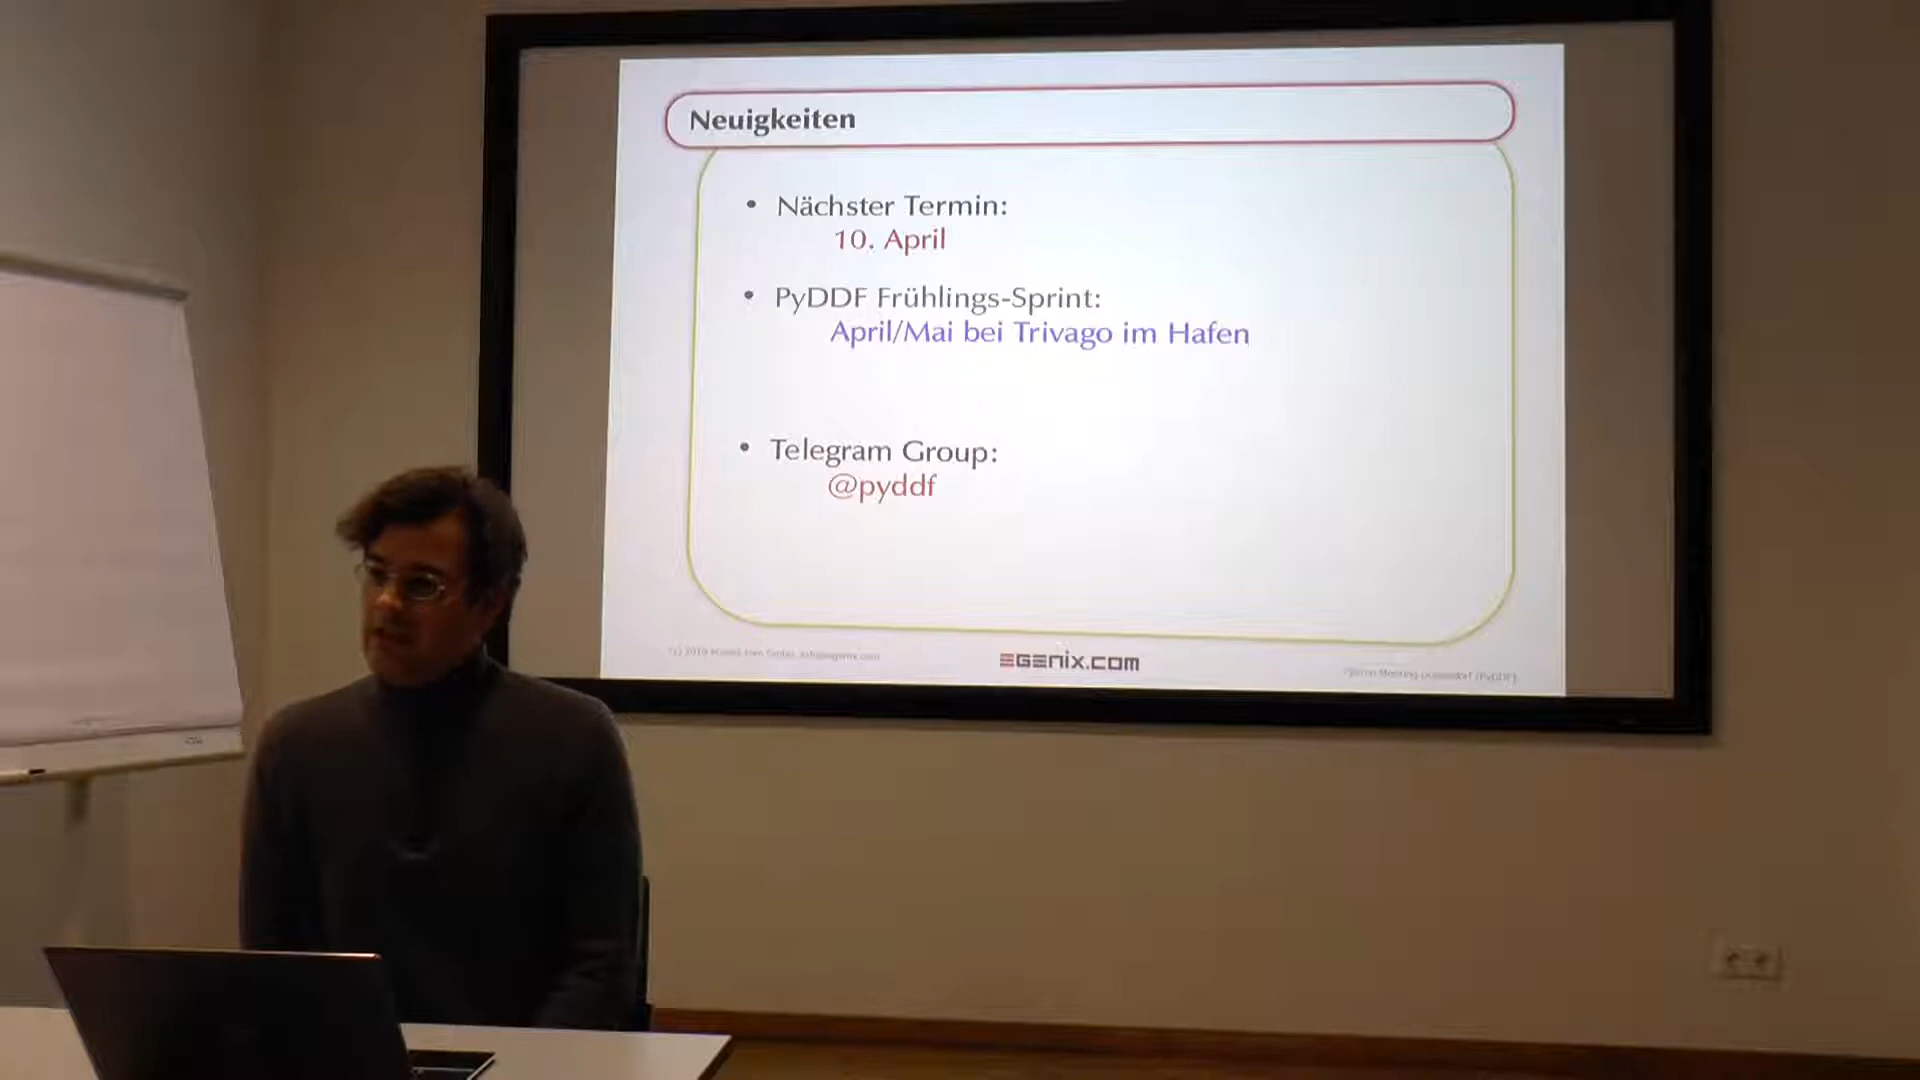 Neuigkeiten
• Nächster Termin:
10. April
• PyDDF Frühlings-Sprint:
April/Mai bei Trivago im Hafen
• Telegram Group:
@pyddf
EGENIX.COM